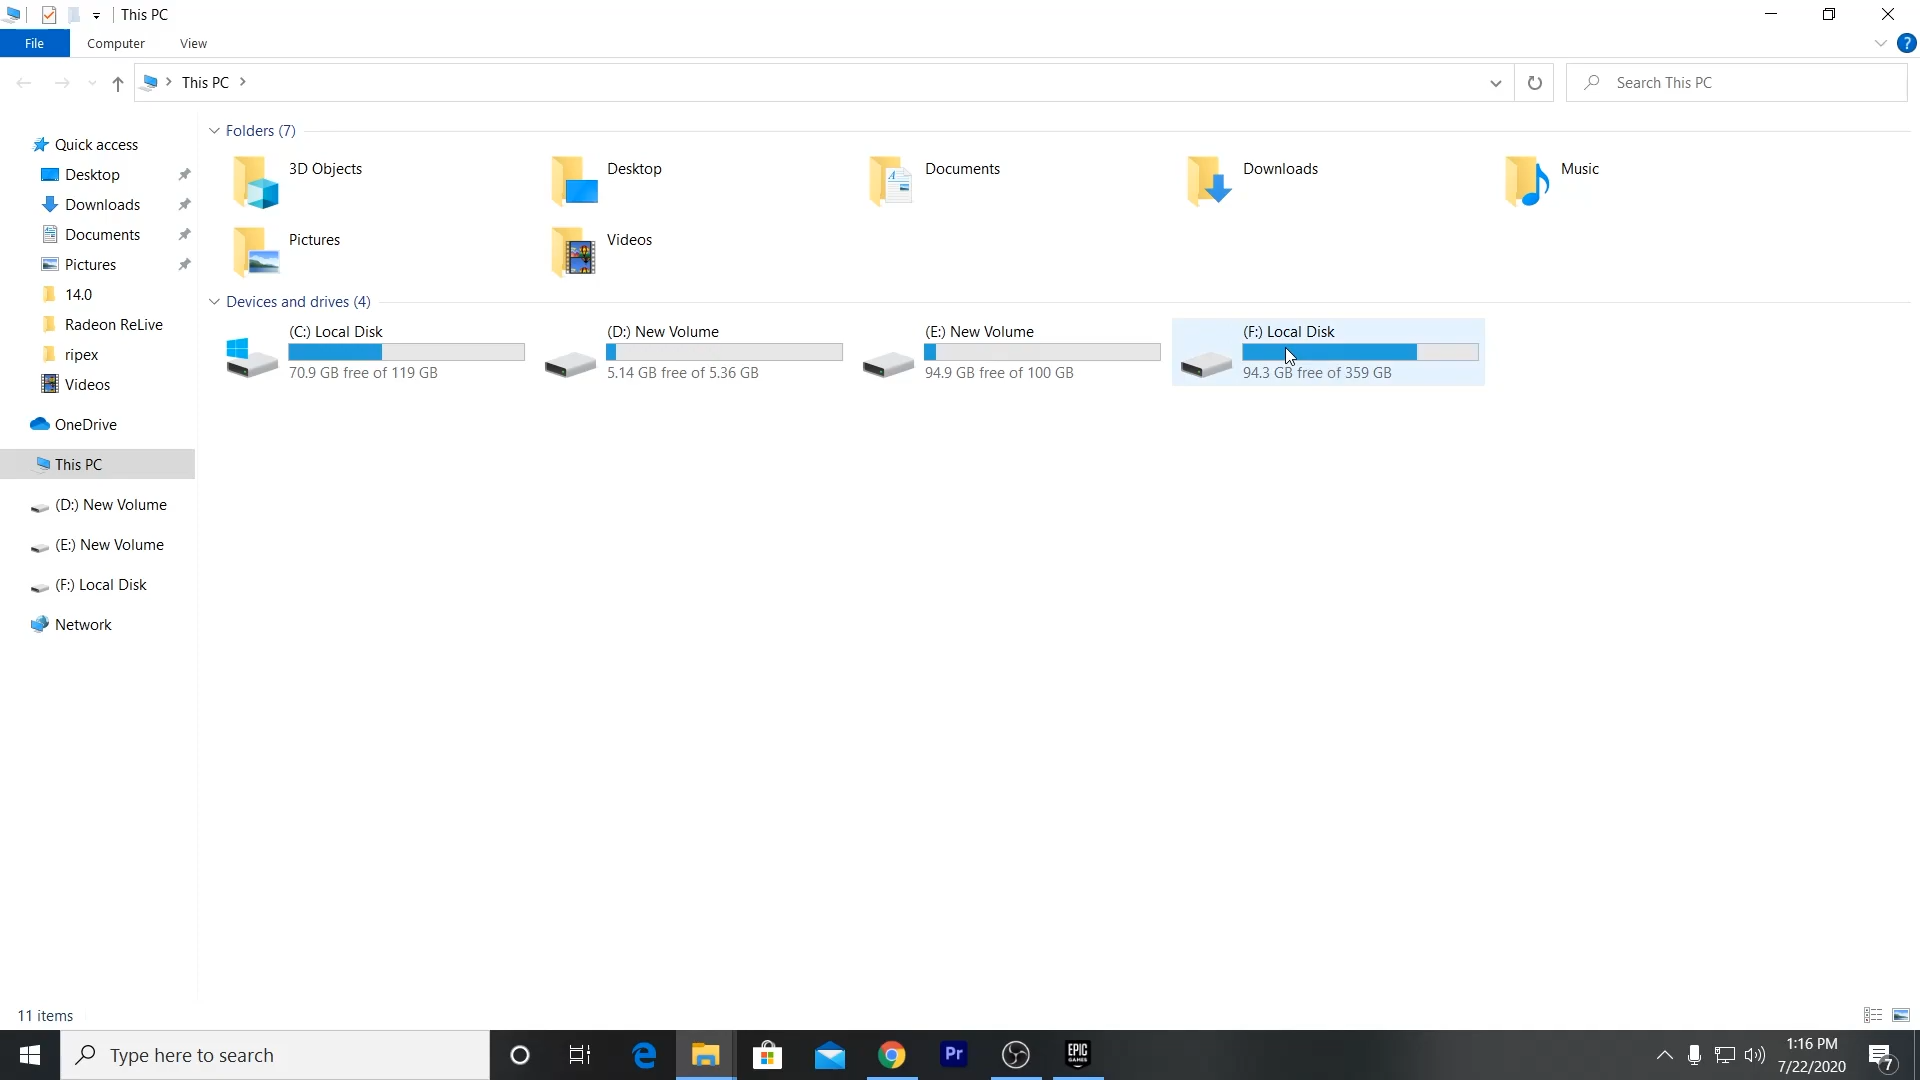 This PC
File Computer View
This PC
Search This PC
Quick access
Desktop
Downloads
Documents
Pictures
14.0
Radeon ReLive
ripex
Videos
OneDrive
This PC
(D:) New Volume
(E:) New Volume
(F:) Local Disk
Network
Folders (7)
3D Objects
Desktop
Documents
Downloads
Music
Pictures
Videos
Devices and drives (4)
(C:) Local Disk
70.9 GB free of 119 GB
(D:) New Volume
5.14 GB free of 5.36 GB
(E:) New Volume
94.9 GB free of 100 GB
(F:) Local Disk
94.3 GB free of 359 GB
11 items
Type here to search
Pr
EPIC
GAMES
1:16 PM
7/22/2020
7